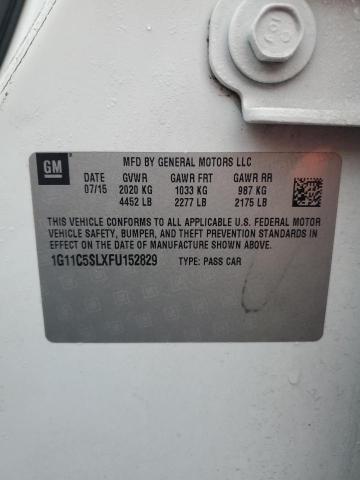 GM
MFD BY GENERAL MOTORS LLC
DATE GVWR GAWR FRT GAWR RR
07/15 2020 KG 1033 KG 987 KG
4452 LB 2277 LB 2175 LB
THIS VEHICLE CONFORMS TO ALL APPLICABLE U.S. FEDERAL MOTOR
VEHICLE SAFETY, BUMPER, AND THEFT PREVENTION STANDARDS
IN EFFECT ON THE DATE OF MANUFACTURE SHOWN ABOVE.
1G11C5SLXFU152829 TYPE: PASS CAR